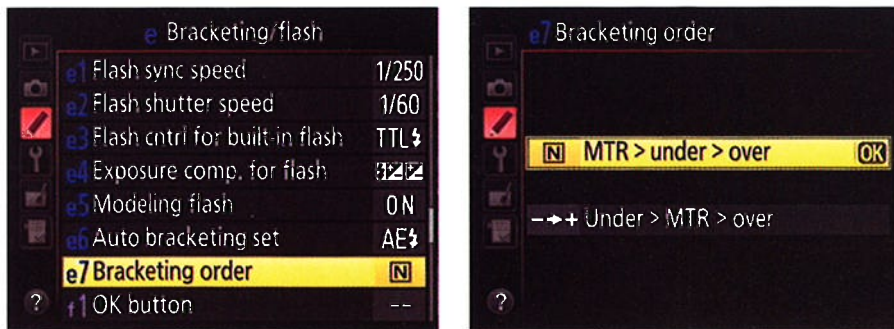 e Bracketing/flash
e1 Flash sync speed 1/250
e2 Flash shutter speed 1/60
e3 Flash cntrl for built-in flash TTL
e4 Exposure comp. for flash
e5 Modeling flash ON
e6 Auto bracketing set AE
e7 Bracketing order N
f1 OK button --
?
e7 Bracketing order
N MTR > under > over OK
Under > MTR > over
?